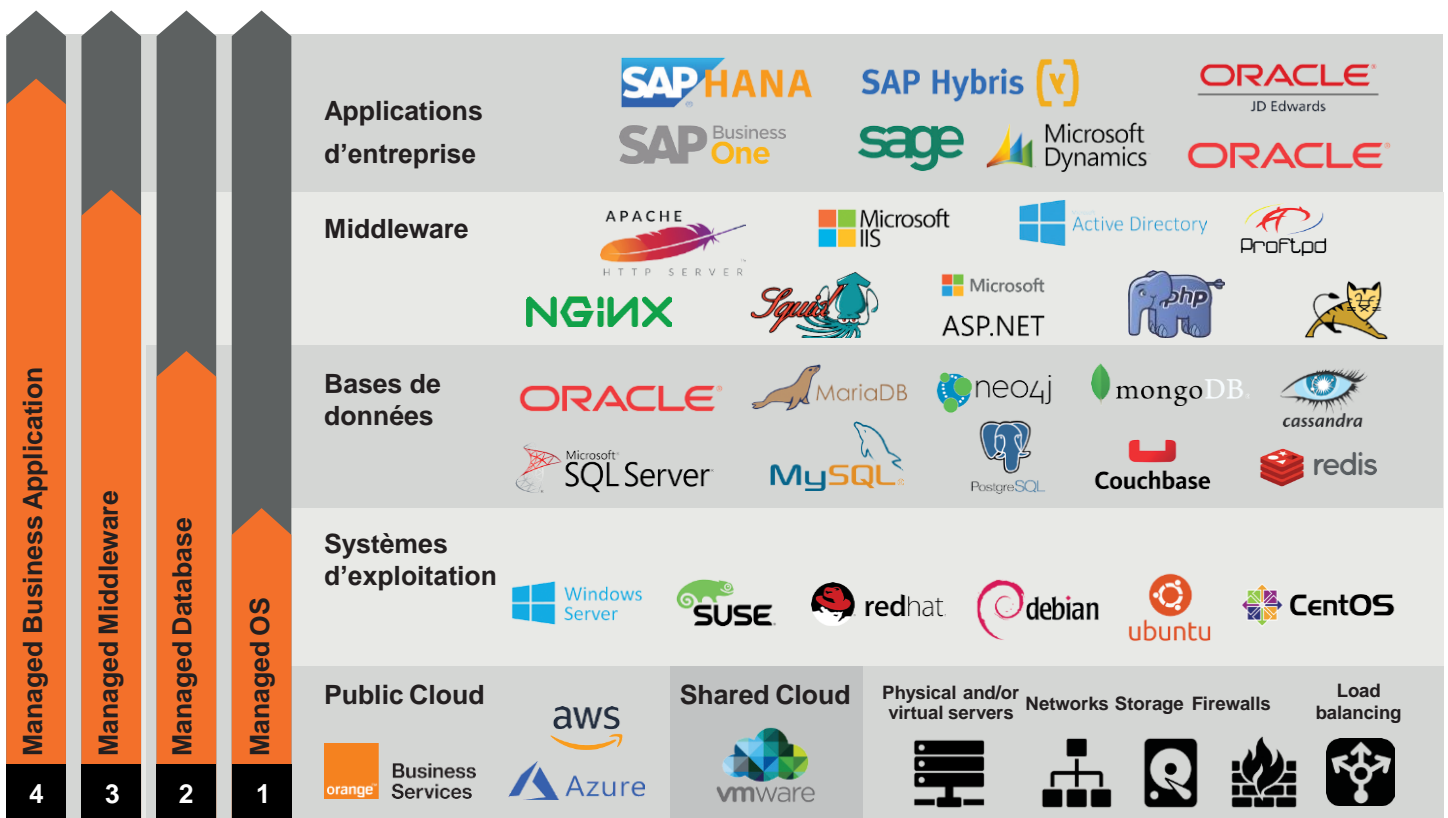 Applications
d’entreprise
SAP HANA
SAP Hybris (y)
ORACLE®
JD Edwards
SAP Business
One
sage
Microsoft
Dynamics
ORACLE®
Middleware
APACHE
HTTP SERVER™
Microsoft
IIS
Active Directory
Proftpd
NGiNX
Squid
Microsoft
ASP.NET
php
Bases de
données
ORACLE®
MariaDB
neo4j
mongoDB®
cassandra
Microsoft®
SQL Server®
MySQL®
PostgreSQL
Couchbase
redis
Systèmes
d’exploitation
Windows
Server
SUSE
redhat
debian
ubuntu
CentOS
Public Cloud
aws
orange™
Business
Services
Azure
Shared Cloud
vmware
Physical and/or
virtual servers
Networks
Storage
Firewalls
Load
balancing
Managed Business Application
4
Managed Middleware
3
Managed Database
2
Managed OS
1